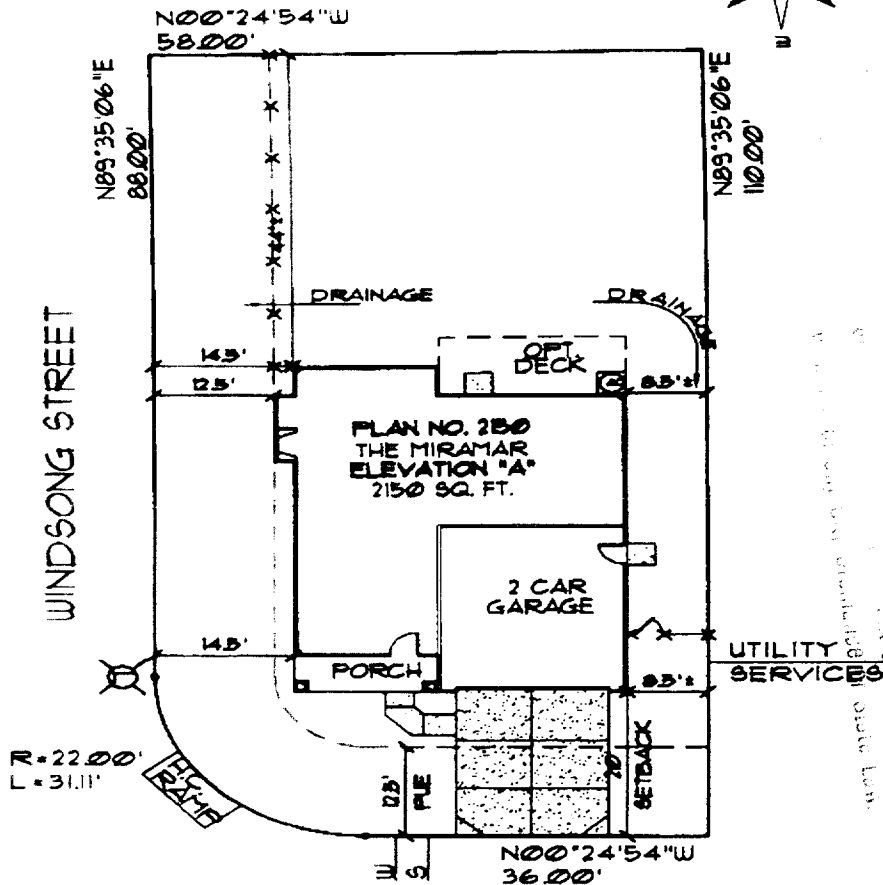 N00°24'54"W
58.00'
N89°35'06"E
88.00'
N89°35'06"E
110.00'
44'±
DRAINAGE
DRAINAGE
OPT.
DECK
14.5'
12.5'
8.5'±
PLAN NO. 2150
THE MIRAMAR
ELEVATION "A"
2150 SQ. FT.
WINDSONG STREET
2 CAR
GARAGE
14.5'
PORCH
UTILITY
SERVICES
8.5'±
R=22.00'
L=31.11'
H.C.
RAMP
12.5'
PUE
20'
SETBACK
W
S
N00°24'54"W
36.00'